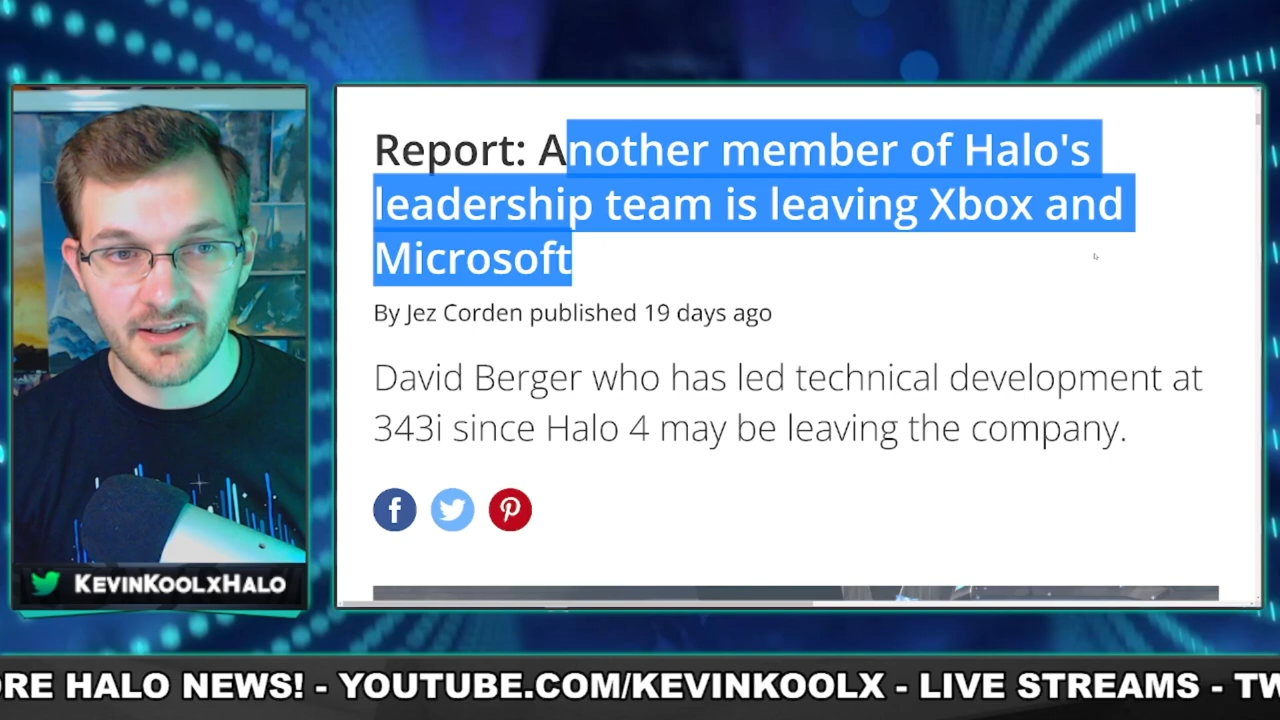 Report: Another member of Halo's
leadership team is leaving Xbox and
Microsoft
By Jez Corden published 19 days ago
David Berger who has led technical development at
343i since Halo 4 may be leaving the company.
KEVINKOOLXHALO
ORE HALO NEWS! - YOUTUBE.COM/KEVINKOOLX - LIVE STREAMS - TW